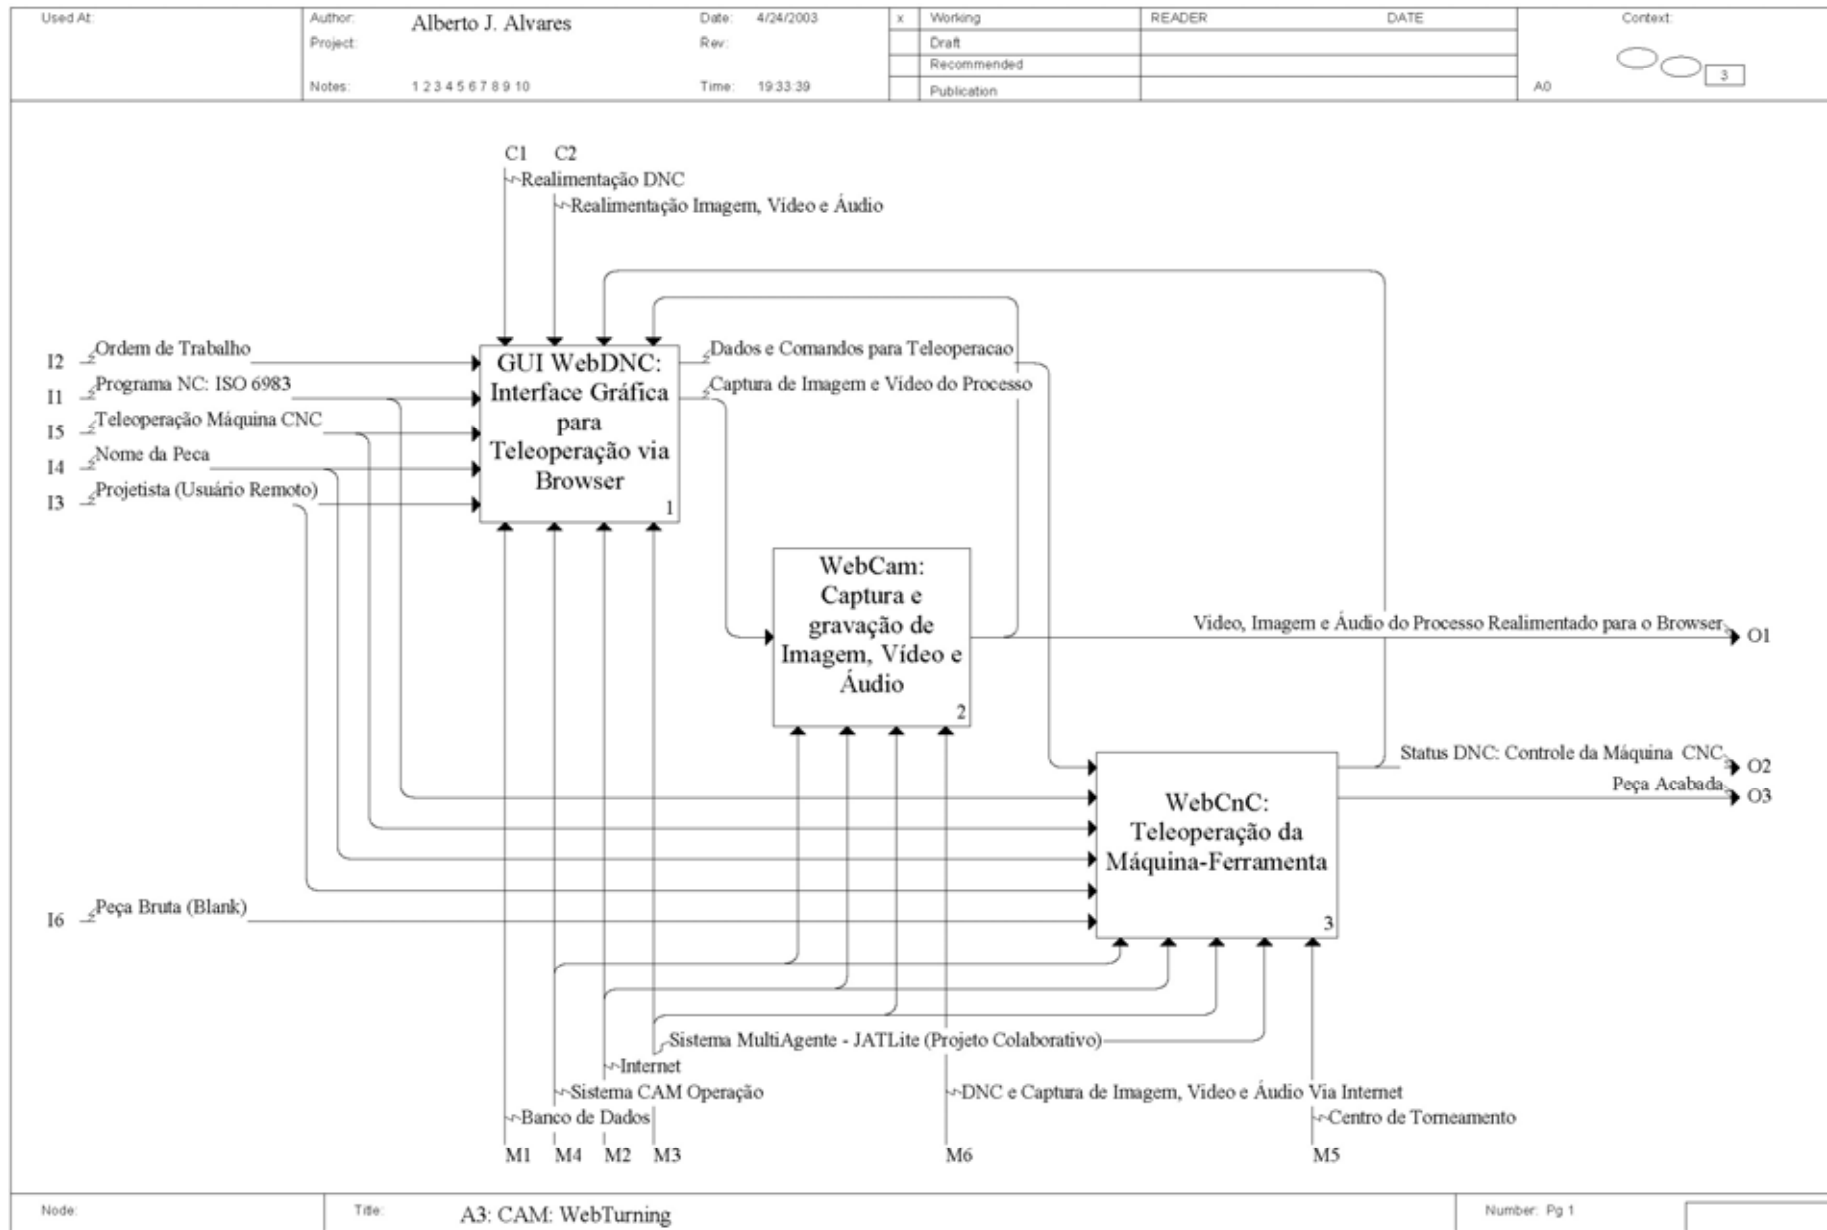 Used At:
Author: Alberto J. Alvares
Date: 4/24/2003
x Working
READER
DATE
Context:
Project:
Rev:
Draft
Recommended
3
Notes: 1 2 3 4 5 6 7 8 9 10
Time: 19:33:39
Publication
A0
C1 C2
Realimentação DNC
Realimentação Imagem, Vídeo e Áudio
I2 Ordem de Trabalho
I1 Programa NC: ISO 6983
I5 Teleoperação Máquina CNC
I4 Nome da Peca
I3 Projetista (Usuário Remoto)
GUI WebDNC:
Interface Gráfica
para
Teleoperação via
Browser
1
Dados e Comandos para Teleoperacao
Captura de Imagem e Vídeo do Processo
WebCam:
Captura e
gravação de
Imagem, Vídeo e
Áudio
2
Video, Imagem e Áudio do Processo Realimentado para o Browser O1
Status DNC: Controle da Máquina CNC O2
Peça Acabada O3
WebCnC:
Teleoperação da
Máquina-Ferramenta
3
I6 Peça Bruta (Blank)
Sistema MultiAgente - JATLite (Projeto Colaborativo)
Internet
Sistema CAM Operação
DNC e Captura de Imagem, Video e Áudio Via Internet
Banco de Dados
Centro de Torneamento
M1 M4 M2 M3 M6 M5
Node:
Title: A3: CAM: WebTurning
Number: Pg 1